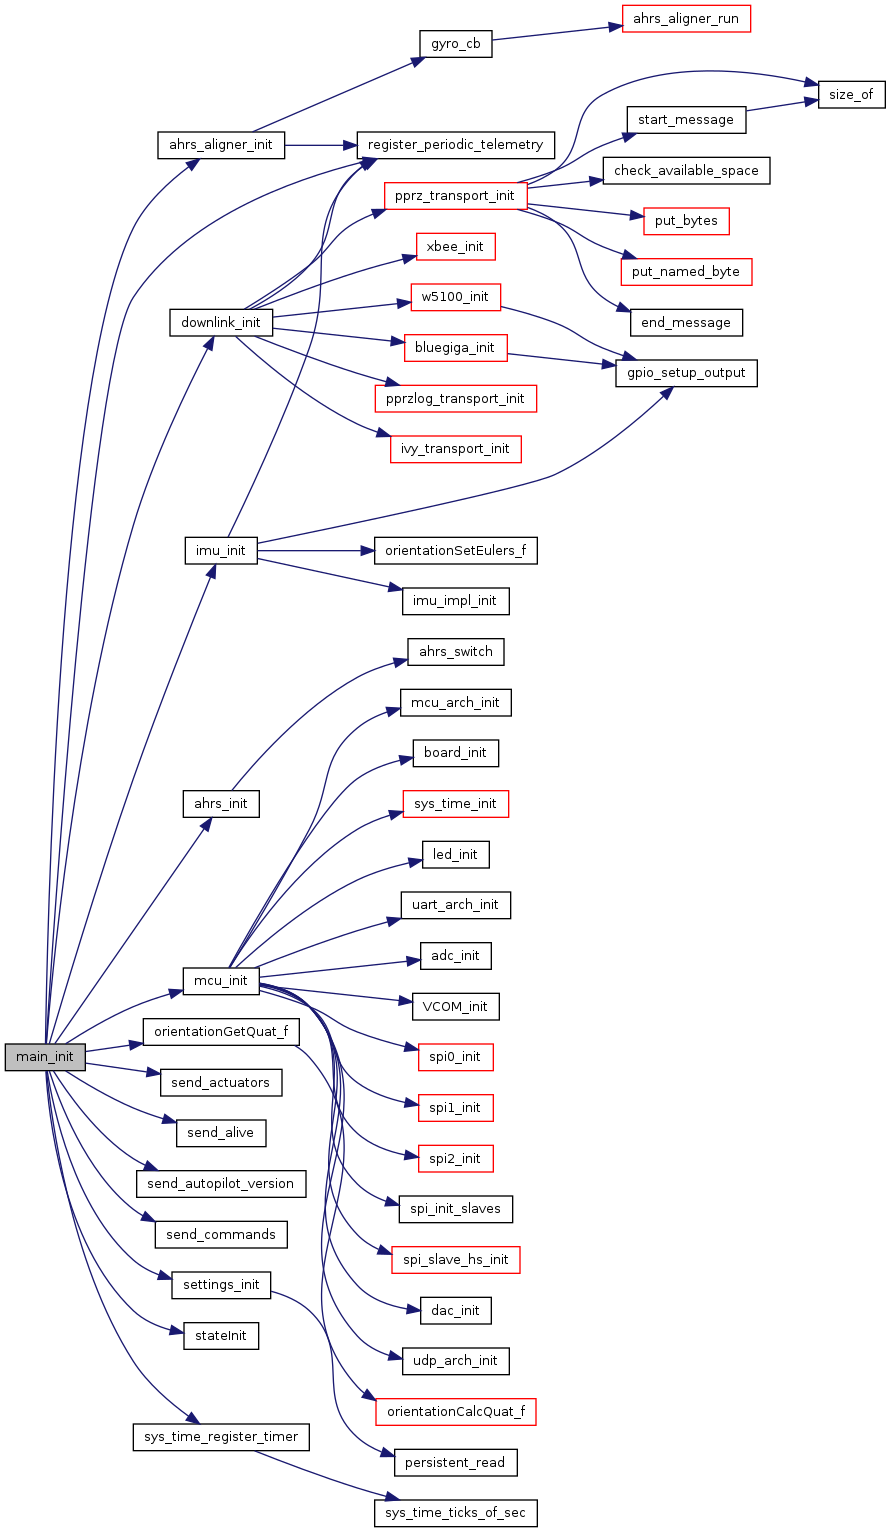 ahrs_aligner_run
gyro_cb
size_of
start_message
ahrs_aligner_init
register_periodic_telemetry
check_available_space
pprz_transport_init
put_bytes
xbee_init
put_named_byte
w5100_init
downlink_init
end_message
bluegiga_init
gpio_setup_output
pprzlog_transport_init
ivy_transport_init
imu_init
orientationSetEulers_f
imu_impl_init
ahrs_switch
mcu_arch_init
board_init
ahrs_init
sys_time_init
led_init
uart_arch_init
adc_init
mcu_init
VCOM_init
orientationGetQuat_f
main_init
spi0_init
send_actuators
spi1_init
send_alive
spi2_init
send_autopilot_version
spi_init_slaves
send_commands
spi_slave_hs_init
settings_init
dac_init
stateInit
udp_arch_init
orientationCalcQuat_f
sys_time_register_timer
persistent_read
sys_time_ticks_of_sec